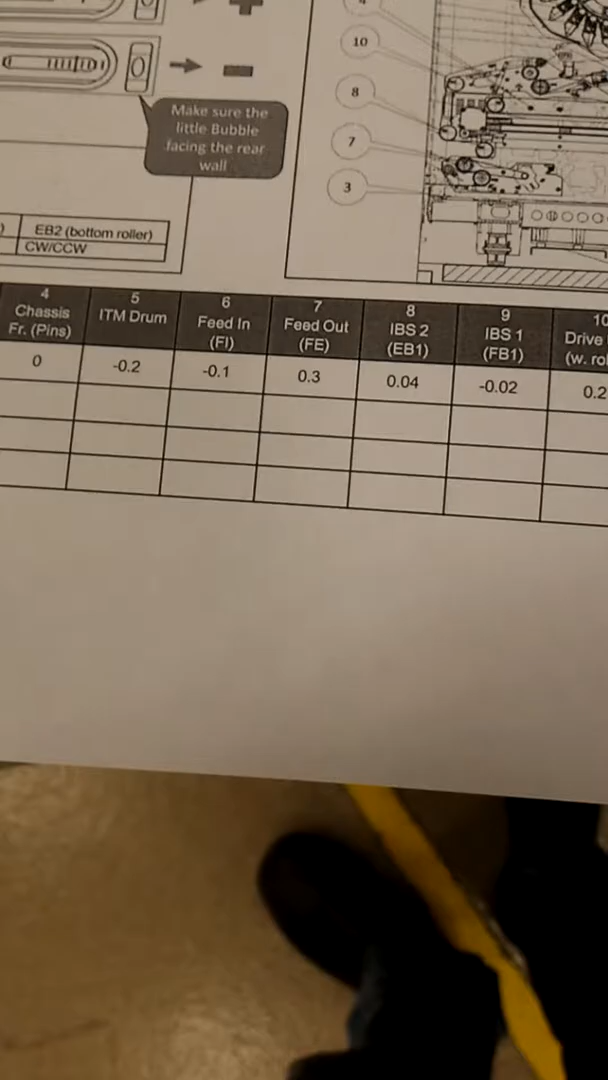 4
10
8
7
3
Make sure the
little Bubble
facing the rear
wall
EB2 (bottom roller)
CW/CCW
4
Chassis
Fr. (Pins)
5
ITM Drum
6
Feed In
(FI)
7
Feed Out
(FE)
8
IBS 2
(EB1)
9
IBS 1
(FB1)
10
Drive
(w. rol
0
-0.2
-0.1
0.3
0.04
-0.02
0.2